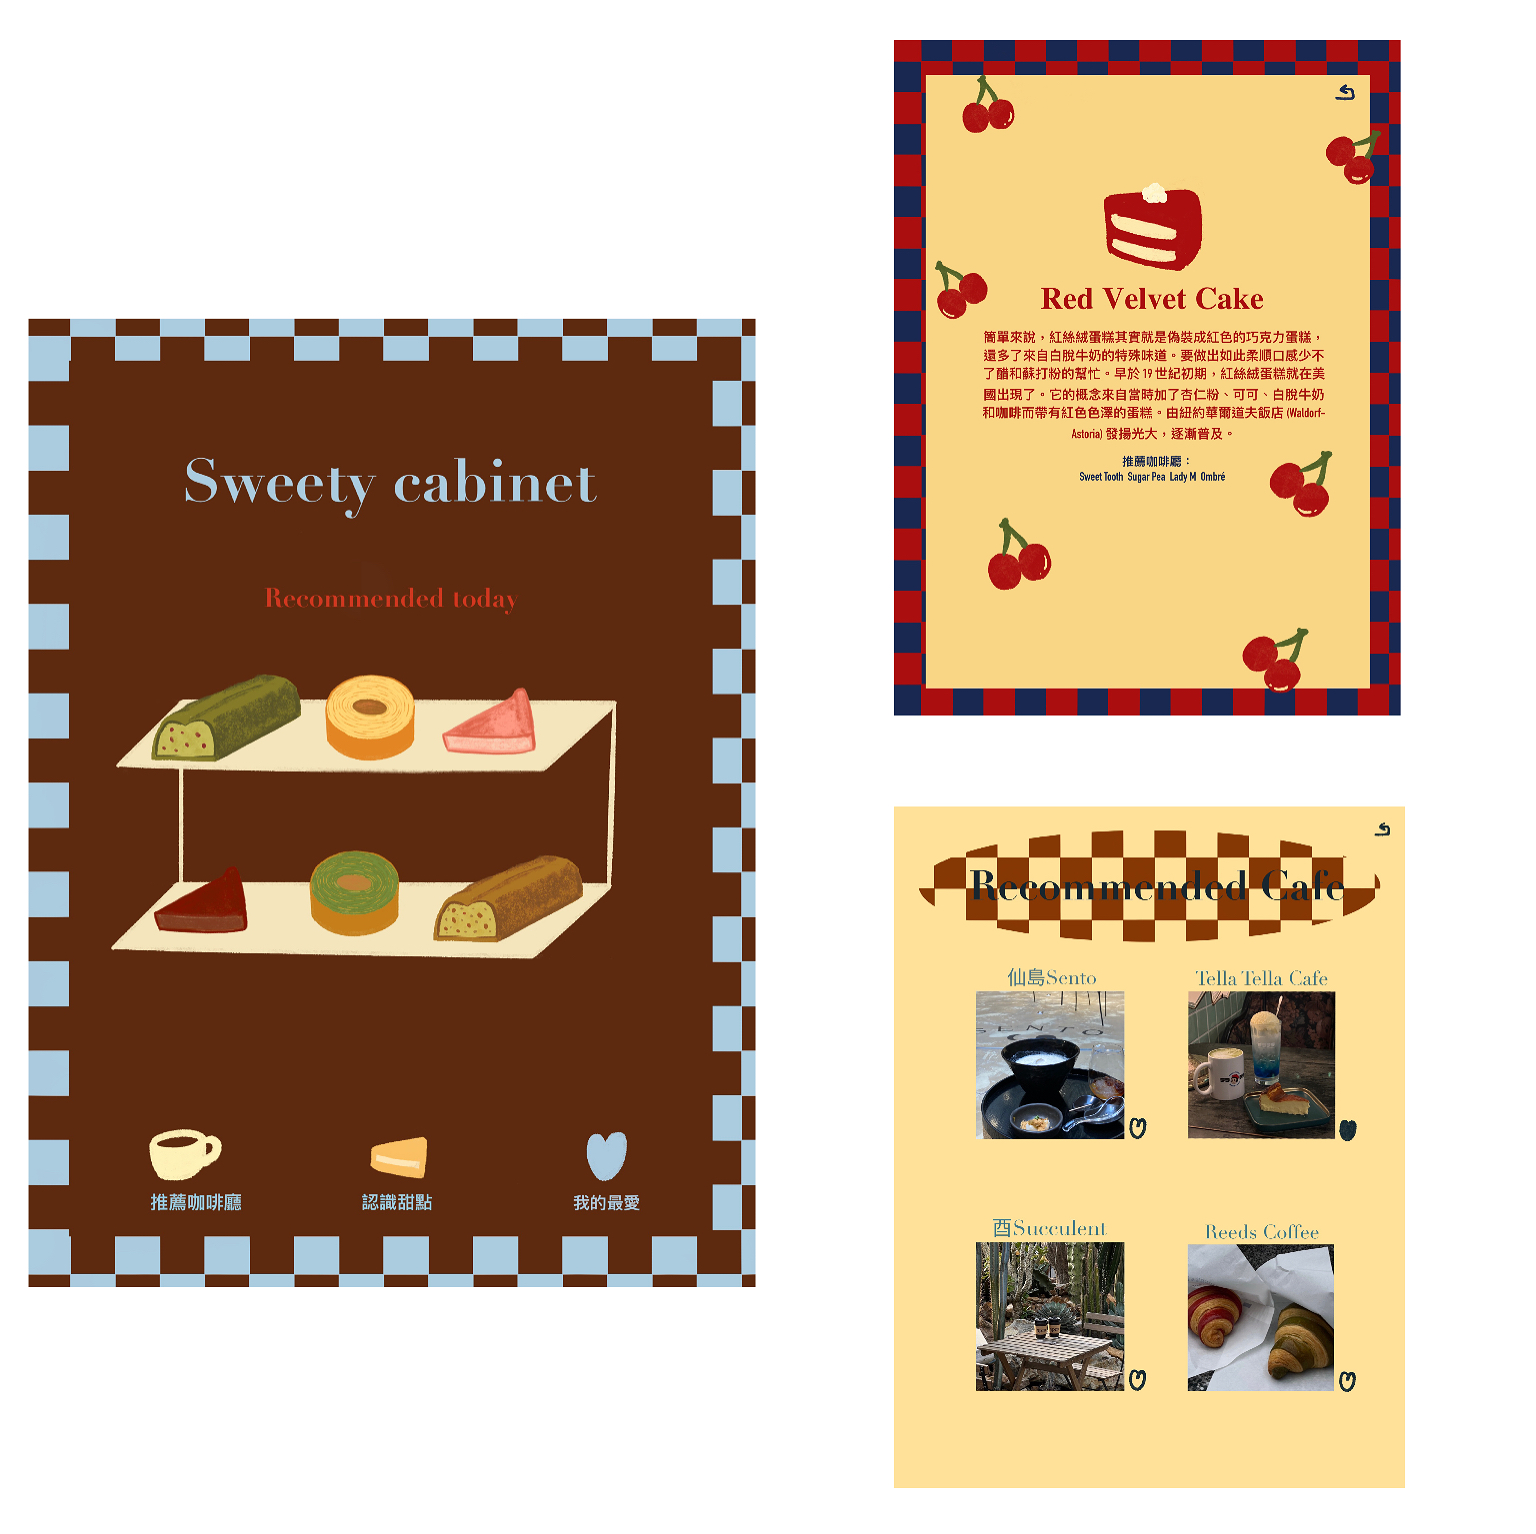 Sweety cabinet
Recommended today
推薦咖啡廳
認識甜點
我的最愛
Red Velvet Cake
簡單來說，紅絲絨蛋糕其實就是偽裝成紅色的巧克力蛋糕，
還多了來自白脫牛奶的特殊味道。要做出如此柔順口感少不
了醋和蘇打粉的幫忙。早於 19 世紀初期，紅絲絨蛋糕就在美
國出現了。它的概念來自當時加了杏仁粉、可可、白脫牛奶
和咖啡而帶有紅色色澤的蛋糕。由紐約華爾道夫飯店 (Waldorf-
Astoria) 發揚光大，逐漸普及。
推薦咖啡廳：
Sweet Tooth Sugar Pea Lady M Ombré
Recommended Cafe
仙島Sento
Tella Tella Cafe
SENTO
酉Succulent
Reeds Coffee